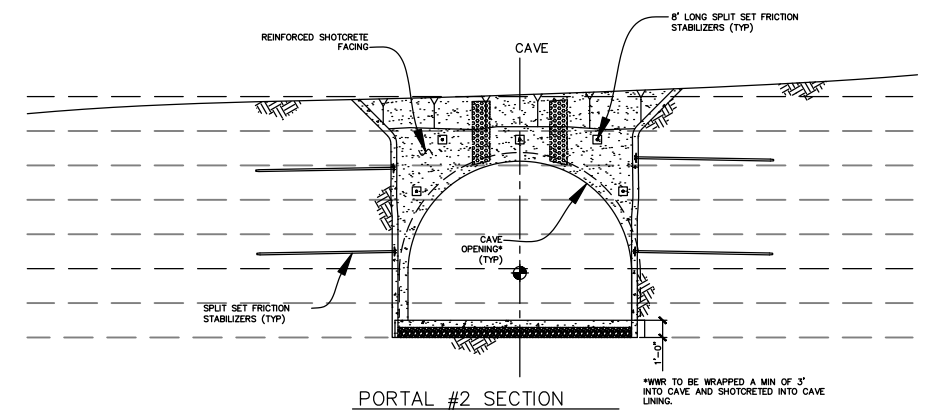 8' LONG SPLIT SET FRICTION
STABILIZERS (TYP)
REINFORCED SHOTCRETE
FACING
CAVE
CAVE
OPENING*
(TYP)
SPLIT SET FRICTION
STABILIZERS (TYP)
1'-0"
*WWR TO BE WRAPPED A MIN OF 3'
INTO CAVE AND SHOTCRETED INTO CAVE
LINING.
PORTAL #2 SECTION